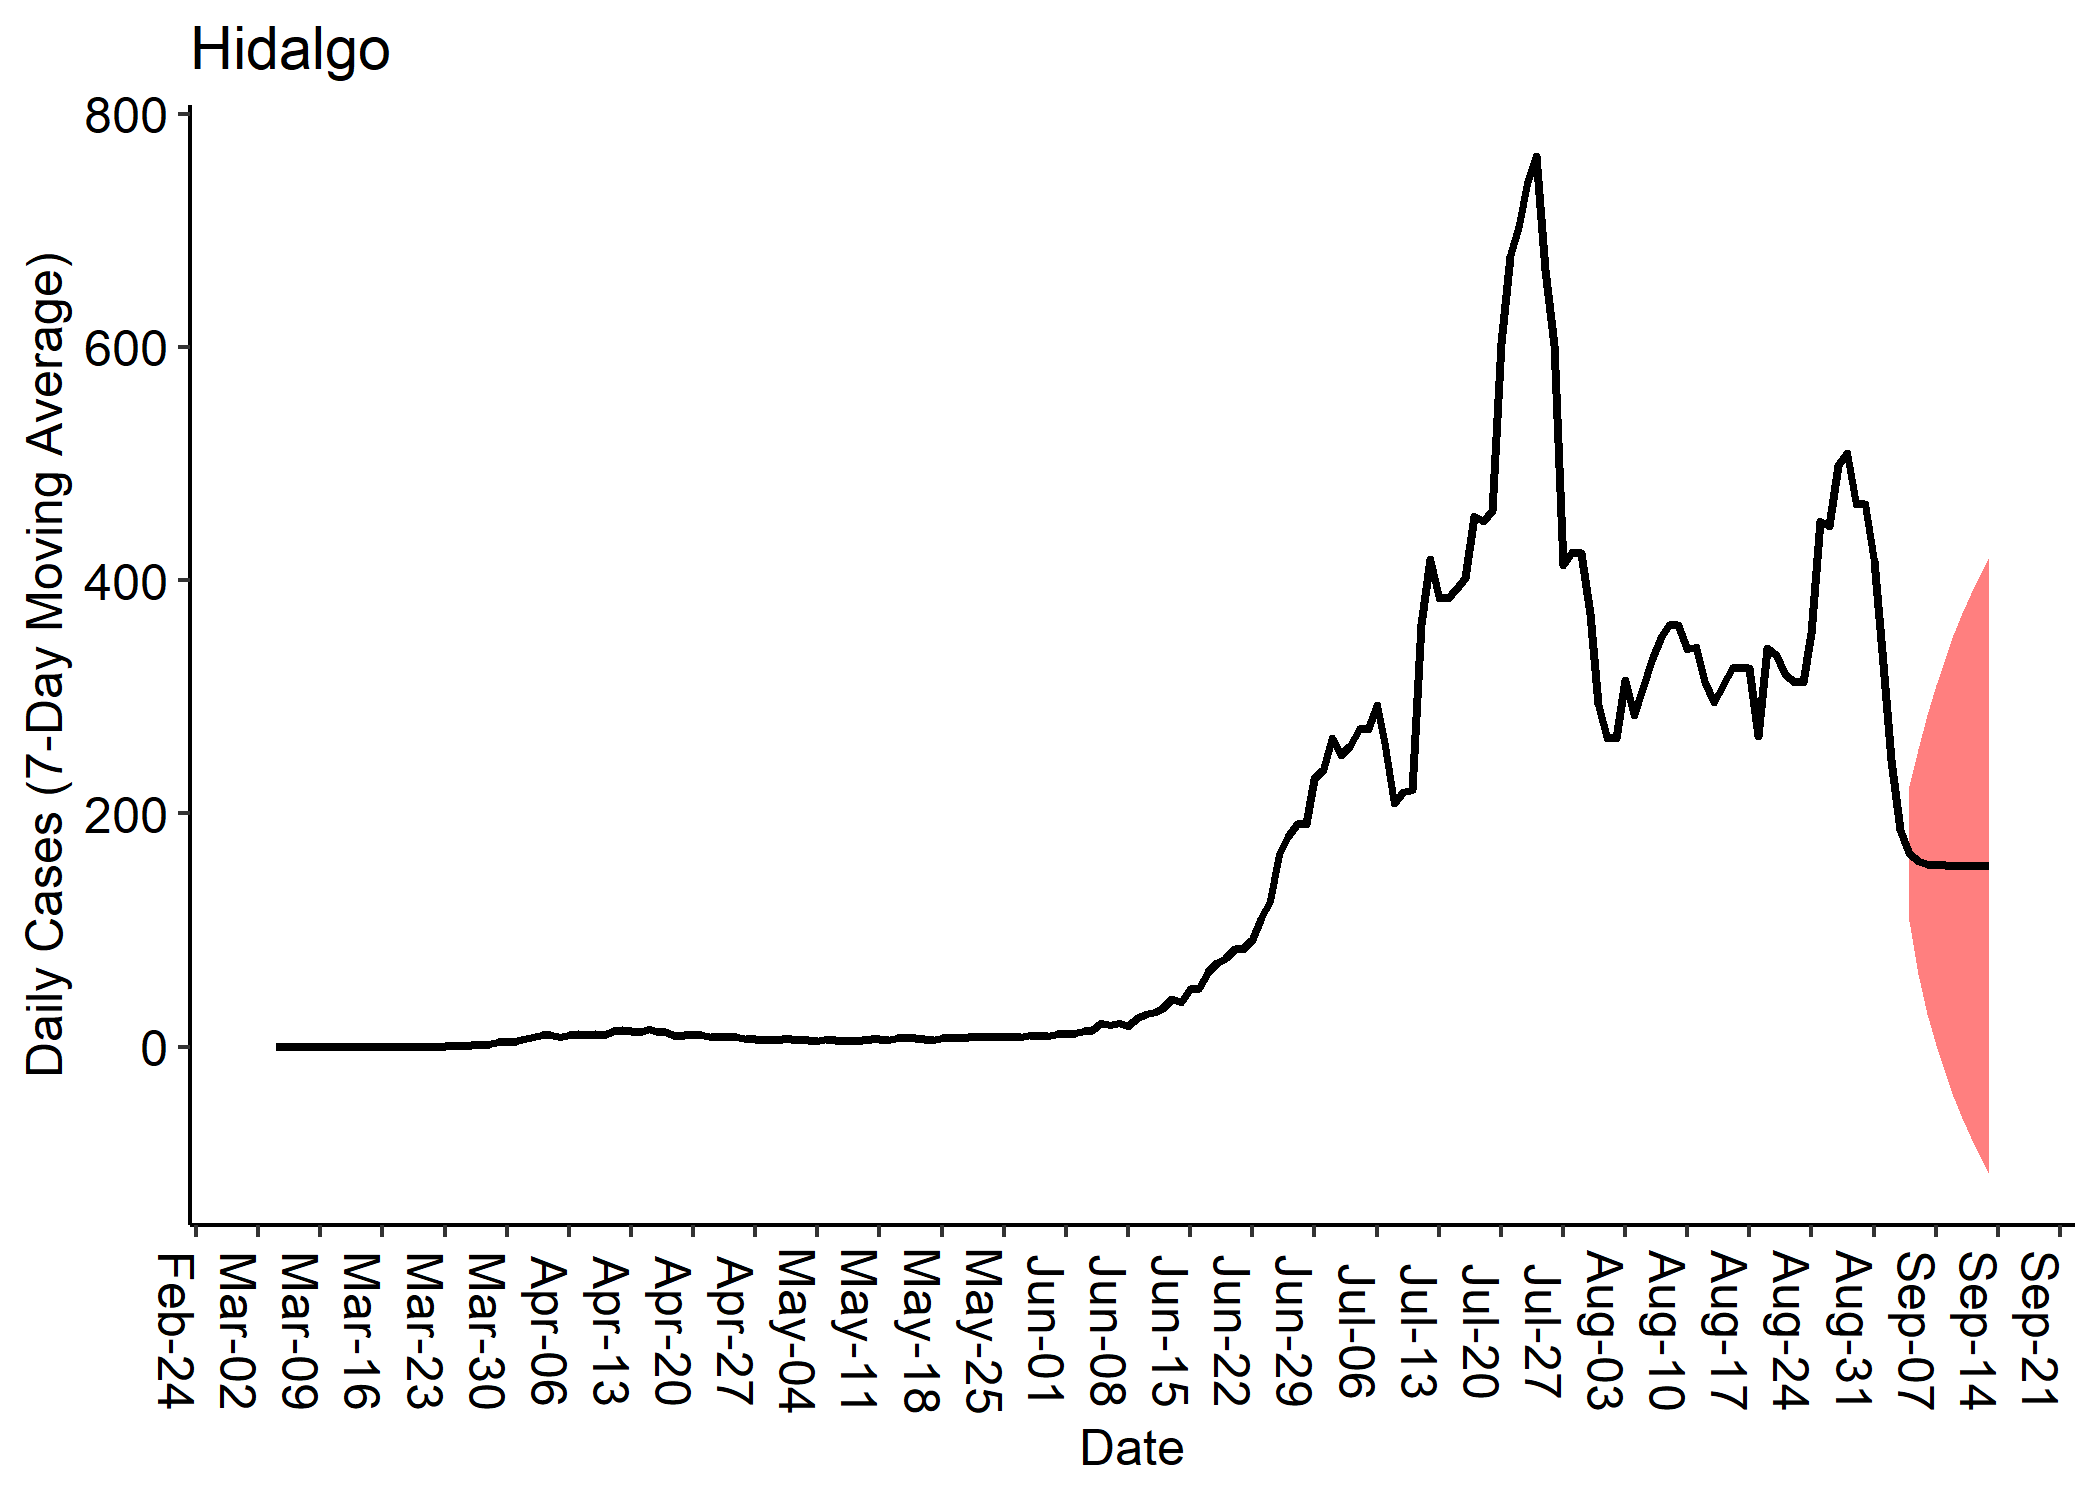 Hidalgo
800
600
400
200
0
Daily Cases (7-Day Moving Average)
Feb-24
Mar-02
Mar-09
Mar-16
Mar-23
Mar-30
Apr-06
Apr-13
Apr-20
Apr-27
May-04
May-11
May-18
May-25
Jun-01
Jun-08
Jun-15
Jun-22
Jun-29
Jul-06
Jul-13
Jul-20
Jul-27
Aug-03
Aug-10
Aug-17
Aug-24
Aug-31
Sep-07
Sep-14
Sep-21
Date